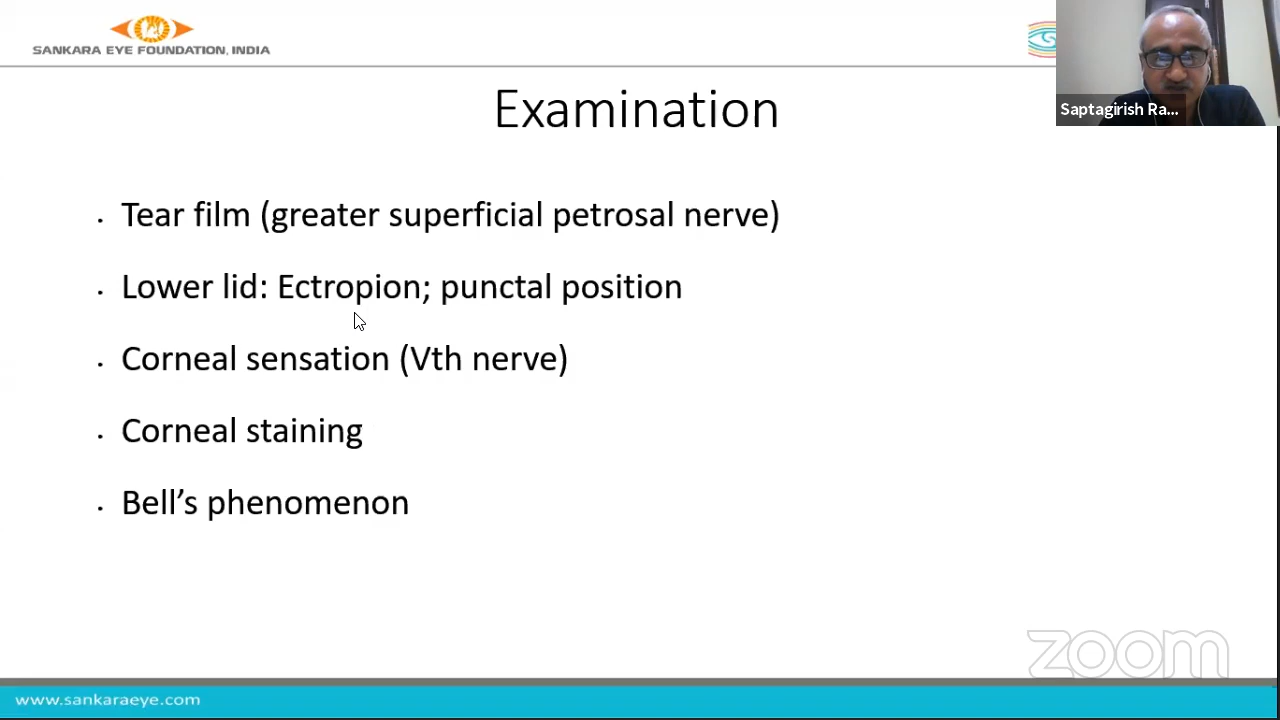 SANKARA EYE FOUNDATION, INDIA
Saptagirish Ra...
Examination
• Tear film (greater superficial petrosal nerve)
• Lower lid: Ectropion; punctal position
• Corneal sensation (Vth nerve)
• Corneal staining
• Bell’s phenomenon
zoom
www.sankaraeye.com